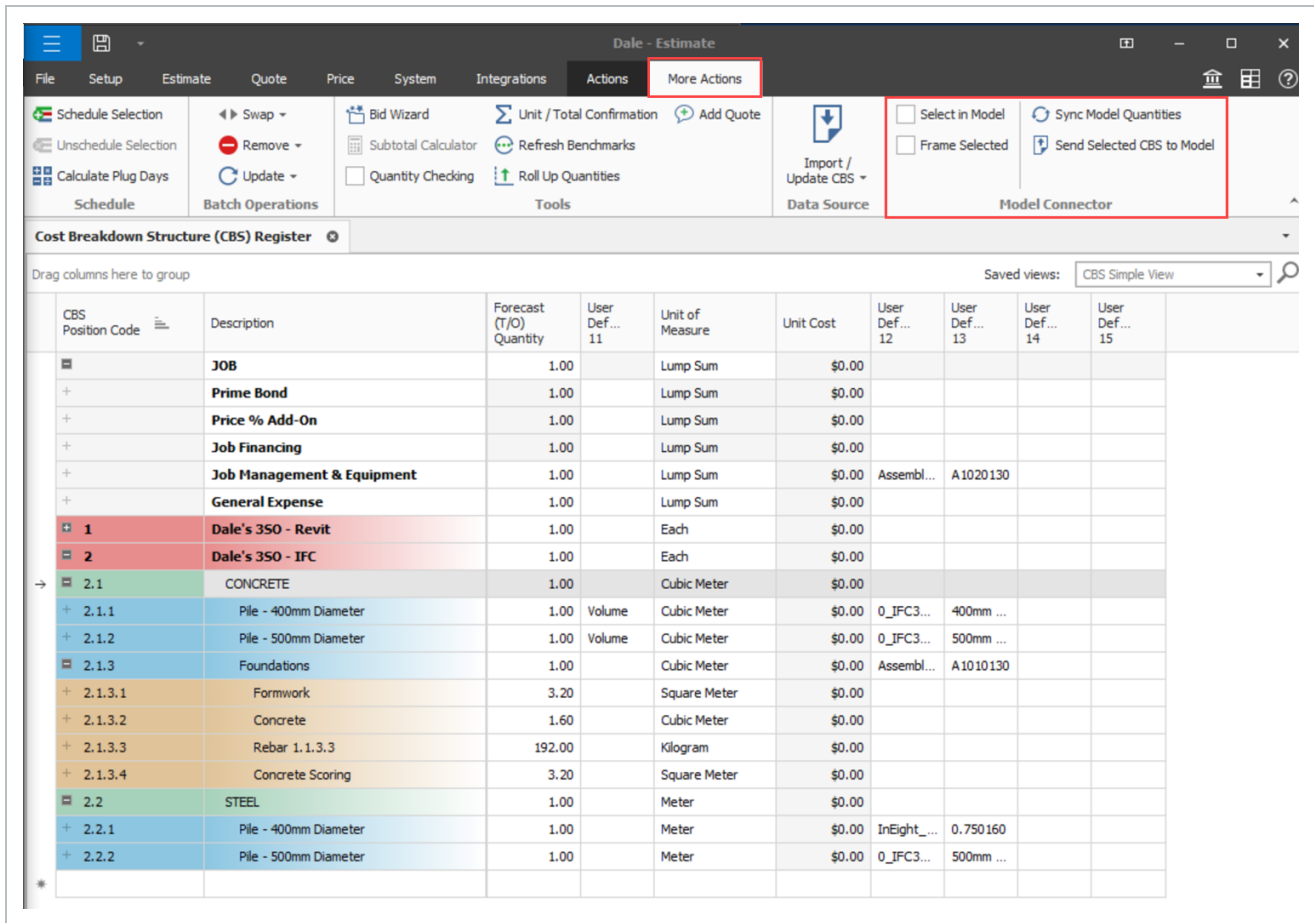 Dale - Estimate
File Setup Estimate Quote Price System Integrations Actions More Actions
Schedule Selection Swap Bid Wizard Unit / Total Confirmation Add Quote Select in Model Sync Model Quantities
Unschedule Selection Remove Subtotal Calculator Refresh Benchmarks Frame Selected Send Selected CBS to Model
Calculate Plug Days Update Quantity Checking Roll Up Quantities Import / Update CBS
Schedule Batch Operations Tools Data Source Model Connector
Cost Breakdown Structure (CBS) Register
Drag columns here to group Saved views: CBS Simple View
CBS Position Code Description Forecast (T/O) Quantity User Def... 11 Unit of Measure Unit Cost User Def... 12 User Def... 13 User Def... 14 User Def... 15
JOB 1.00 Lump Sum $0.00
Prime Bond 1.00 Lump Sum $0.00
Price % Add-On 1.00 Lump Sum $0.00
Job Financing 1.00 Lump Sum $0.00
Job Management & Equipment 1.00 Lump Sum $0.00 Assembl... A1020130
General Expense 1.00 Lump Sum $0.00
1 Dale's 3SO - Revit 1.00 Each $0.00
2 Dale's 3SO - IFC 1.00 Each $0.00
2.1 CONCRETE 1.00 Cubic Meter $0.00
2.1.1 Pile - 400mm Diameter 1.00 Volume Cubic Meter $0.00 0_IFC3... 400mm ...
2.1.2 Pile - 500mm Diameter 1.00 Volume Cubic Meter $0.00 0_IFC3... 500mm ...
2.1.3 Foundations 1.00 Cubic Meter $0.00 Assembl... A1010130
2.1.3.1 Formwork 3.20 Square Meter $0.00
2.1.3.2 Concrete 1.60 Cubic Meter $0.00
2.1.3.3 Rebar 1.1.3.3 192.00 Kilogram $0.00
2.1.3.4 Concrete Scoring 3.20 Square Meter $0.00
2.2 STEEL 1.00 Meter $0.00
2.2.1 Pile - 400mm Diameter 1.00 Meter $0.00 InEight_... 0.750160
2.2.2 Pile - 500mm Diameter 1.00 Meter $0.00 0_IFC3... 500mm ...